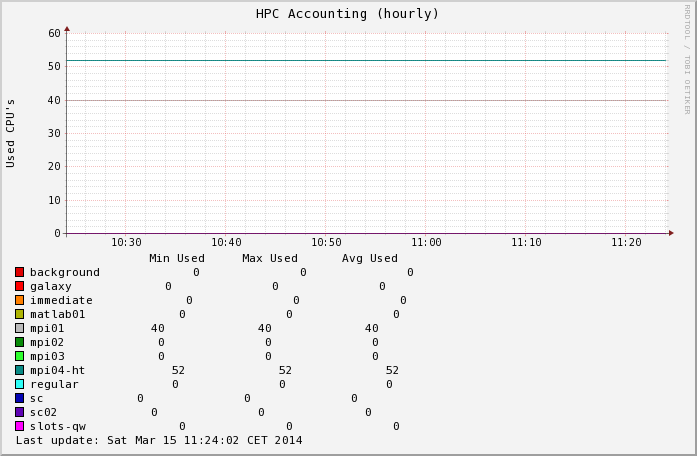 HPC Accounting (hourly)
RRDTOOL / TOBI OETIKER
Used CPU's
60
50
40
30
20
10
0
10:30 10:40 10:50 11:00 11:10 11:20
Min Used Max Used Avg Used
background 0 0 0
galaxy 0 0 0
immediate 0 0 0
matlab01 0 0 0
mpi01 40 40 40
mpi02 0 0 0
mpi03 0 0 0
mpi04-ht 52 52 52
regular 0 0 0
sc 0 0 0
sc02 0 0 0
slots-qw 0 0 0
Last update: Sat Mar 15 11:24:02 CET 2014